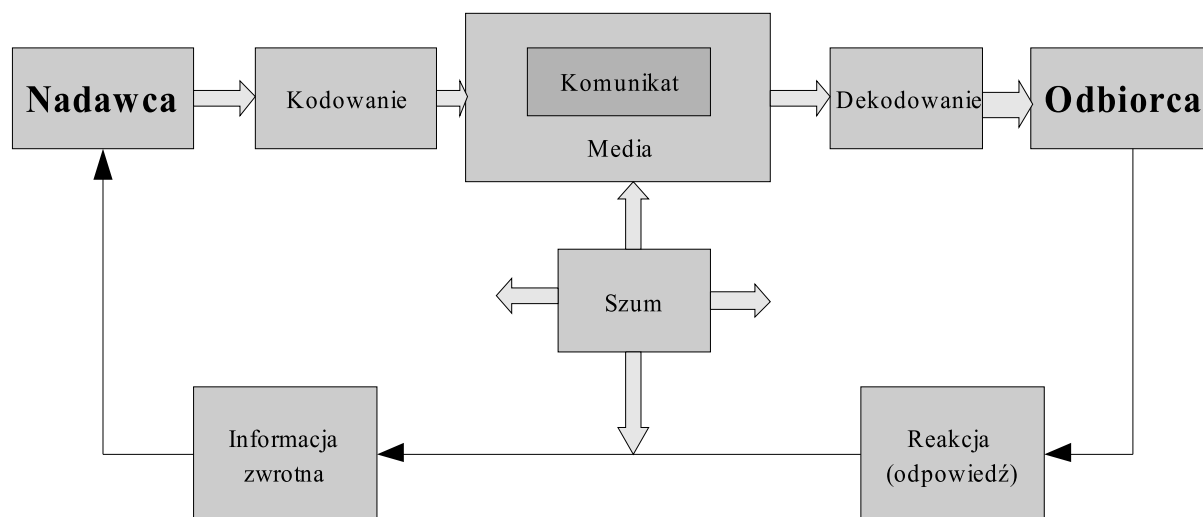 Nadawca
Kodowanie
Komunikat
Media
Dekodowanie
Odbiorca
Szum
Informacja
zwrotna
Reakcja
(odpowiedź)